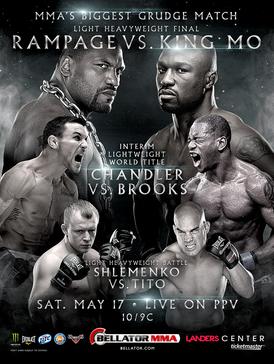 MMA'S BIGGEST GRUDGE MATCH
LIGHT HEAVYWEIGHT FINAL
RAMPAGE VS. KING MO
INTERIM
LIGHTWEIGHT
WORLD TITLE
CHANDLER
VS. BROOKS
LIGHT HEAVYWEIGHT BATTLE
SHLEMENKO
VS. TITO
SAT. MAY 17 • LIVE ON PPV
10/9C
EVERLAST
BELLATOR MMA
LANDERS CENTER
ticketmaster
BELLATOR.COM